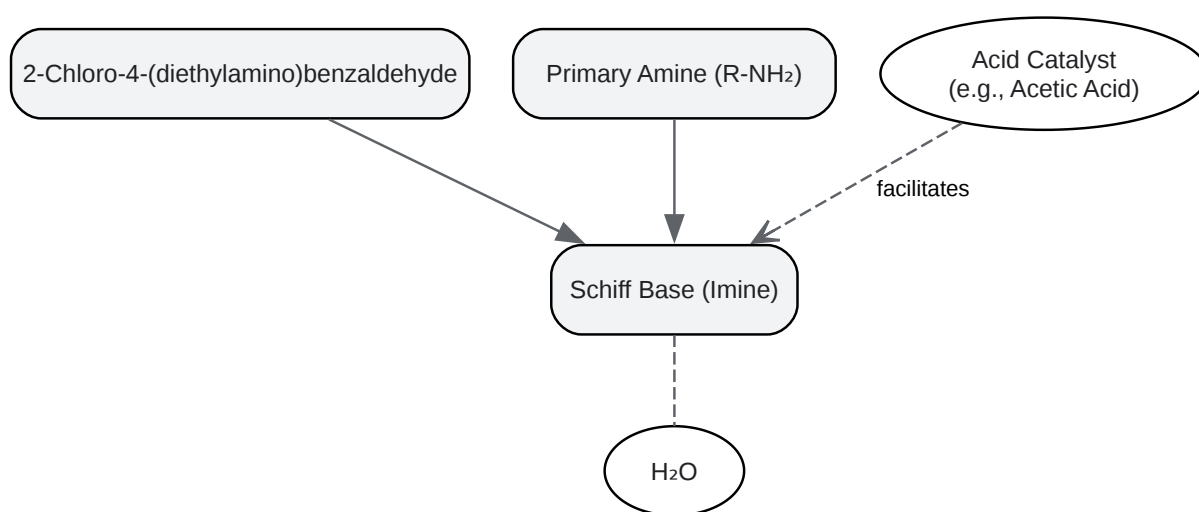 2-Chloro-4-(diethylamino)benzaldehyde
Primary Amine (R-NH₂)
Acid Catalyst
(e.g., Acetic Acid)
facilitates
Schiff Base (Imine)
H₂O